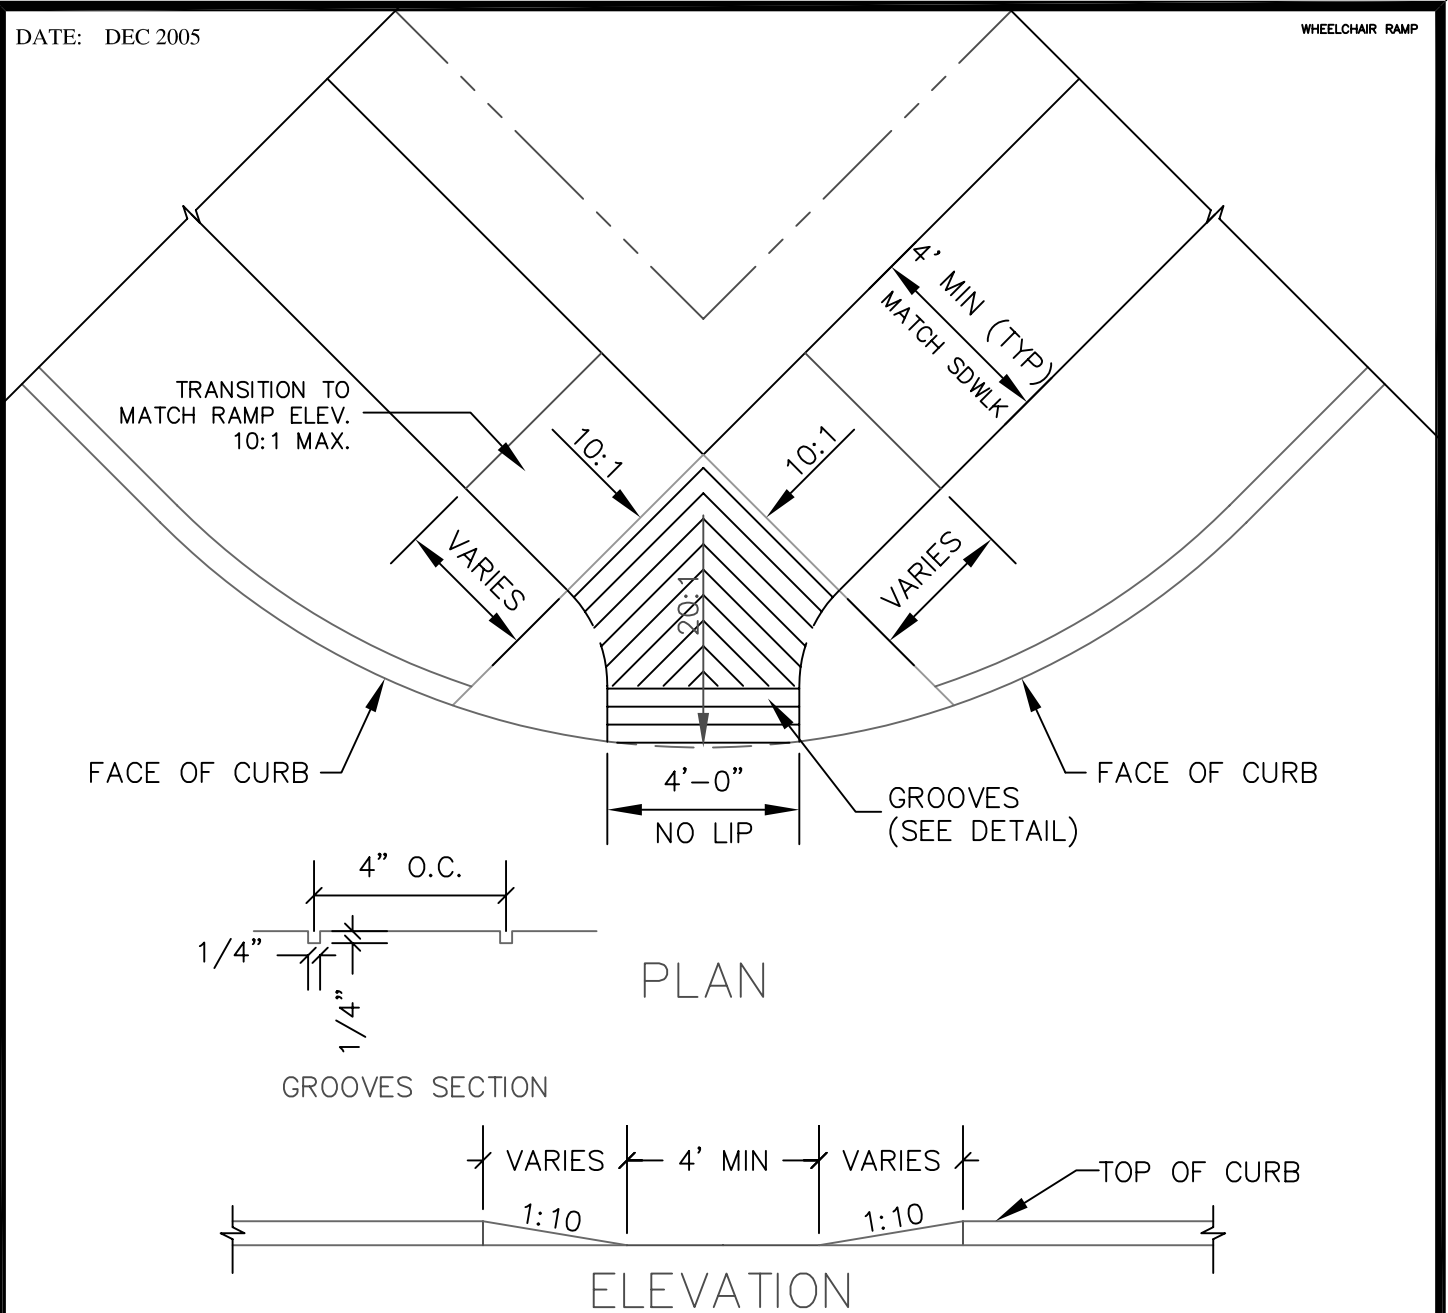 DATE: DEC 2005
WHEELCHAIR RAMP
4' MIN (TYP)
MATCH SDWLK
TRANSITION TO
MATCH RAMP ELEV.
10:1 MAX.
10:1
10:1
VARIES
VARIES
20:1
FACE OF CURB
FACE OF CURB
4'-0"
NO LIP
GROOVES
(SEE DETAIL)
4" O.C.
1/4"
1/4"
PLAN
GROOVES SECTION
VARIES
4' MIN
VARIES
TOP OF CURB
1:10
1:10
ELEVATION